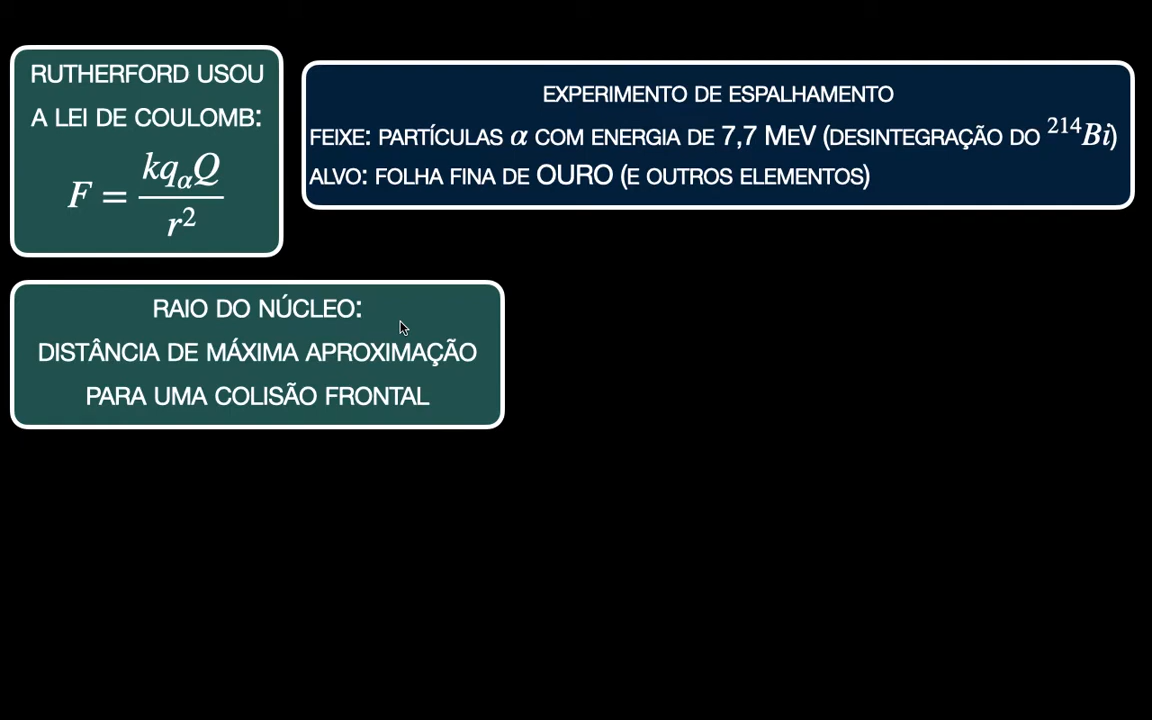 RUTHERFORD USOU
A LEI DE COULOMB:
F = kq_αQ / r²
EXPERIMENTO DE ESPALHAMENTO
FEIXE: PARTÍCULAS α COM ENERGIA DE 7,7 MeV (DESINTEGRAÇÃO DO ²¹⁴Bi)
ALVO: FOLHA FINA DE OURO (E OUTROS ELEMENTOS)
RAIO DO NÚCLEO:
DISTÂNCIA DE MÁXIMA APROXIMAÇÃO
PARA UMA COLISÃO FRONTAL